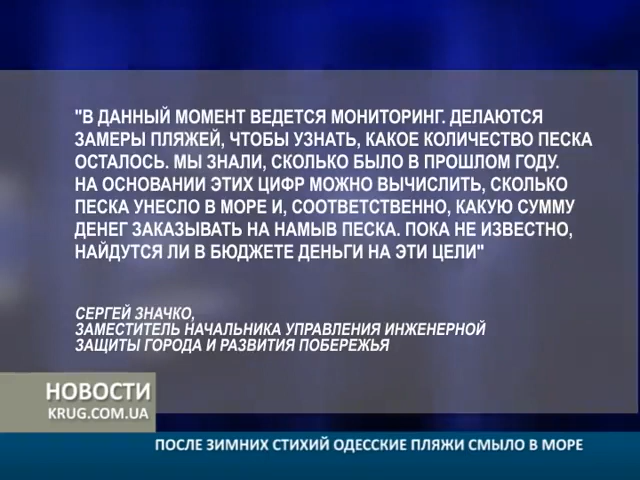 "В ДАННЫЙ МОМЕНТ ВЕДЕТСЯ МОНИТОРИНГ. ДЕЛАЮТСЯ
ЗАМЕРЫ ПЛЯЖЕЙ, ЧТОБЫ УЗНАТЬ, КАКОЕ КОЛИЧЕСТВО ПЕСКА
ОСТАЛОСЬ. МЫ ЗНАЛИ, СКОЛЬКО БЫЛО В ПРОШЛОМ ГОДУ.
НА ОСНОВАНИИ ЭТИХ ЦИФР МОЖНО ВЫЧИСЛИТЬ, СКОЛЬКО
ПЕСКА УНЕСЛО В МОРЕ И, СООТВЕТСТВЕННО, КАКУЮ СУММУ
ДЕНЕГ ЗАКАЗЫВАТЬ НА НАМЫВ ПЕСКА. ПОКА НЕ ИЗВЕСТНО,
НАЙДУТСЯ ЛИ В БЮДЖЕТЕ ДЕНЬГИ НА ЭТИ ЦЕЛИ"
СЕРГЕЙ ЗНАЧКО,
ЗАМЕСТИТЕЛЬ НАЧАЛЬНИКА УПРАВЛЕНИЯ ИНЖЕНЕРНОЙ
ЗАЩИТЫ ГОРОДА И РАЗВИТИЯ ПОБЕРЕЖЬЯ
НОВОСТИ
KRUG.COM.UA
ПОСЛЕ ЗИМНИХ СТИХИЙ ОДЕССКИЕ ПЛЯЖИ СМЫЛО В МОРЕ